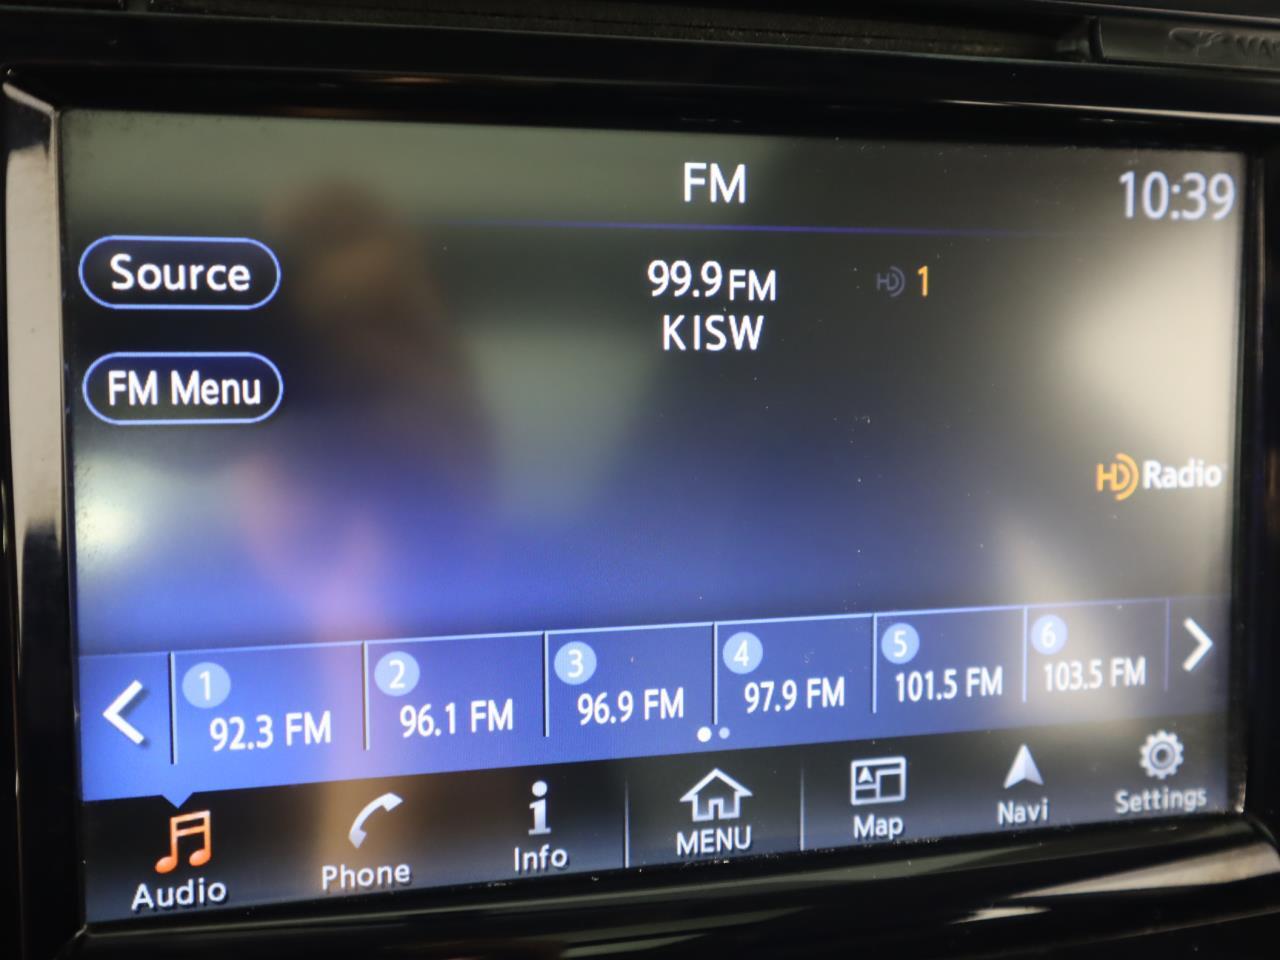 FM
10:39
Source
99.9 FM
HD 1
KISW
FM Menu
HD Radio
1
92.3 FM
2
96.1 FM
3
96.9 FM
4
97.9 FM
5
101.5 FM
6
103.5 FM
Audio
Phone
Info
MENU
Map
Navi
Settings